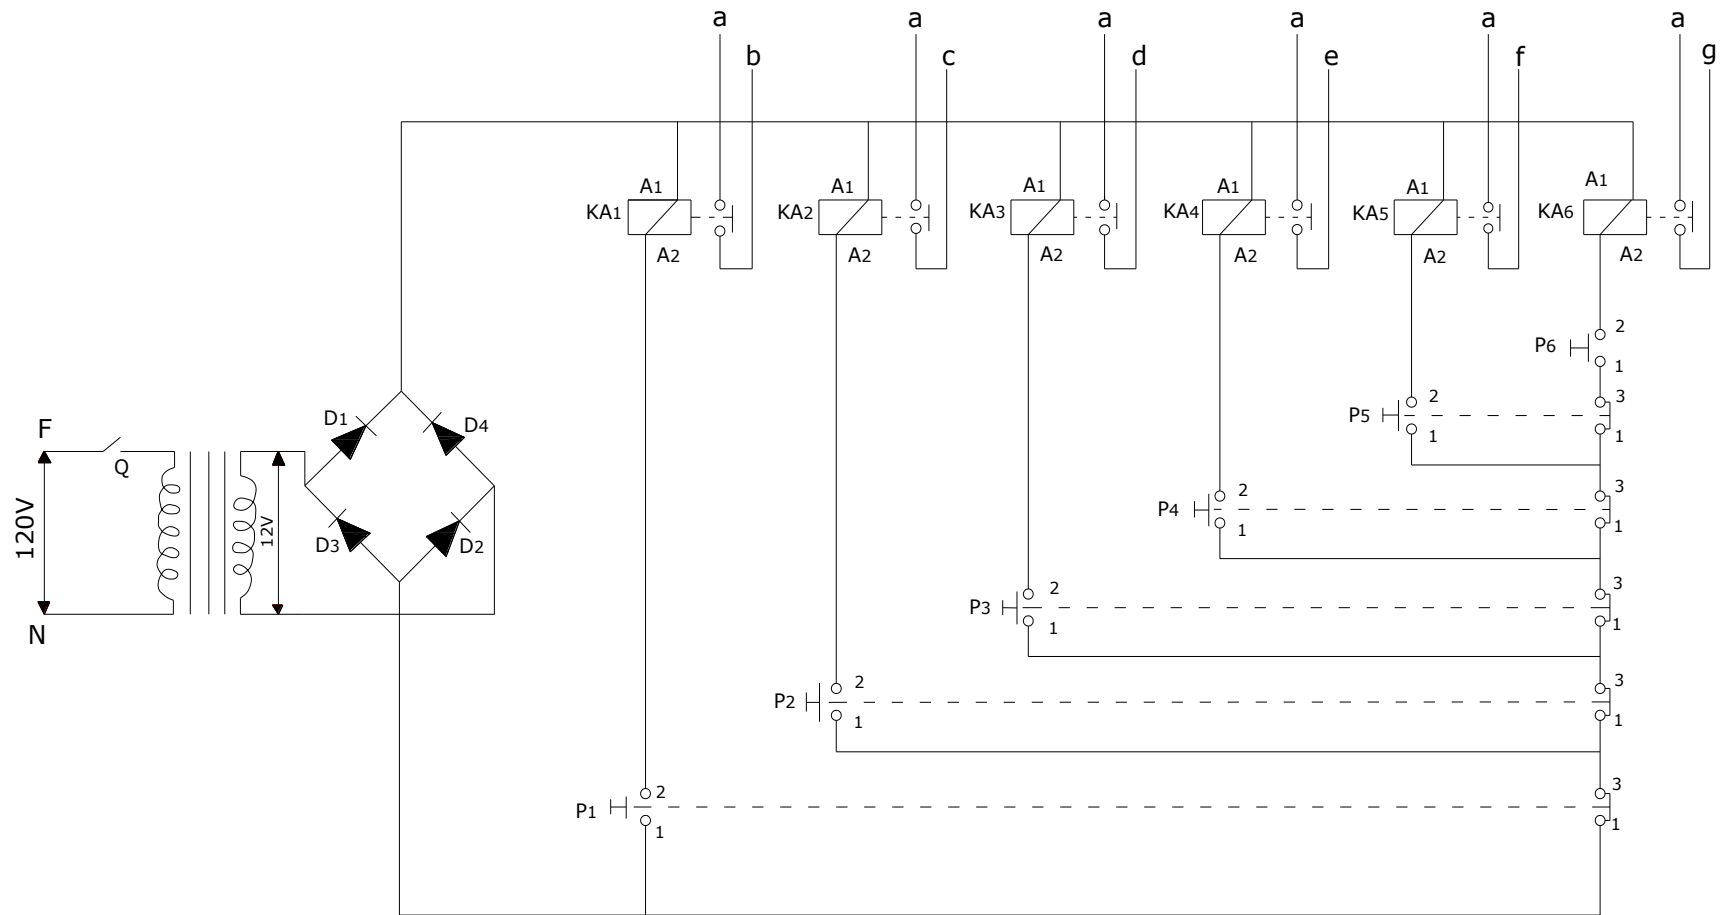 a a a a a a
b c d e f g
A1 A1 A1 A1 A1 A1
KA1 KA2 KA3 KA4 KA5 KA6
A2 A2 A2 A2 A2 A2
2
P6
1
2 3
P5
1 1
D1 D4
F
Q
120V
12V
2 3
P4
1 1
D3 D2
N
2 3
P3
1 1
2 3
P2
1 1
2 3
P1
1 1